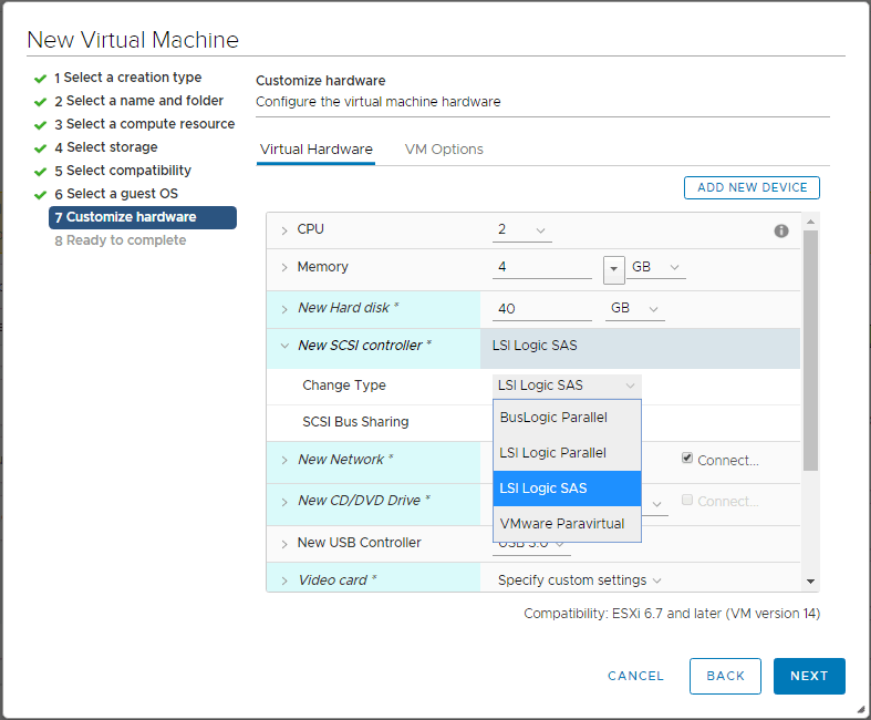 New Virtual Machine
1 Select a creation type
2 Select a name and folder
3 Select a compute resource
4 Select storage
5 Select compatibility
6 Select a guest OS
7 Customize hardware
8 Ready to complete
Customize hardware
Configure the virtual machine hardware
Virtual Hardware VM Options
ADD NEW DEVICE
CPU 2
Memory 4 GB
New Hard disk * 40 GB
New SCSI controller * LSI Logic SAS
Change Type LSI Logic SAS
BusLogic Parallel
SCSI Bus Sharing
LSI Logic Parallel
New Network * Connect...
LSI Logic SAS
New CD/DVD Drive * Connect...
VMware Paravirtual
New USB Controller USB 3.0
Video card * Specify custom settings
Compatibility: ESXi 6.7 and later (VM version 14)
CANCEL BACK NEXT